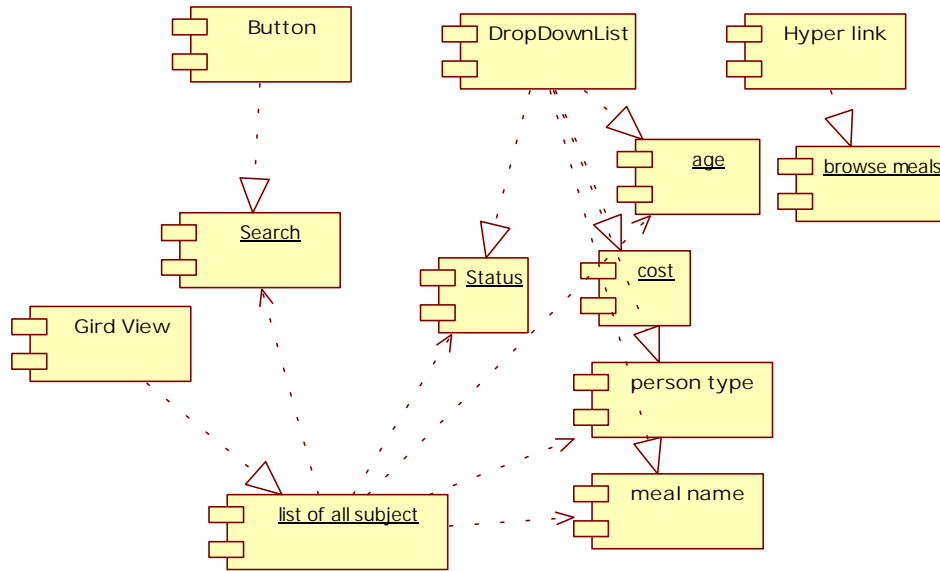 Button
DropDownList
Hyper link
age
browse meals
Search
Status
cost
Gird View
person type
meal name
list of all subject